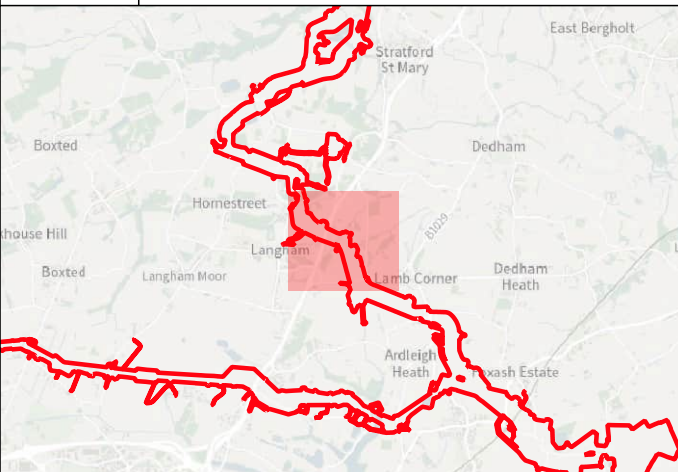 East Bergholt
Stratford
St Mary
Boxted
Dedham
Homestreet
B1029
khouse Hill
Langham
Boxted
Langham Moor
Lamb Corner
Dedham
Heath
Ardleigh
Heath
Foxash Estate